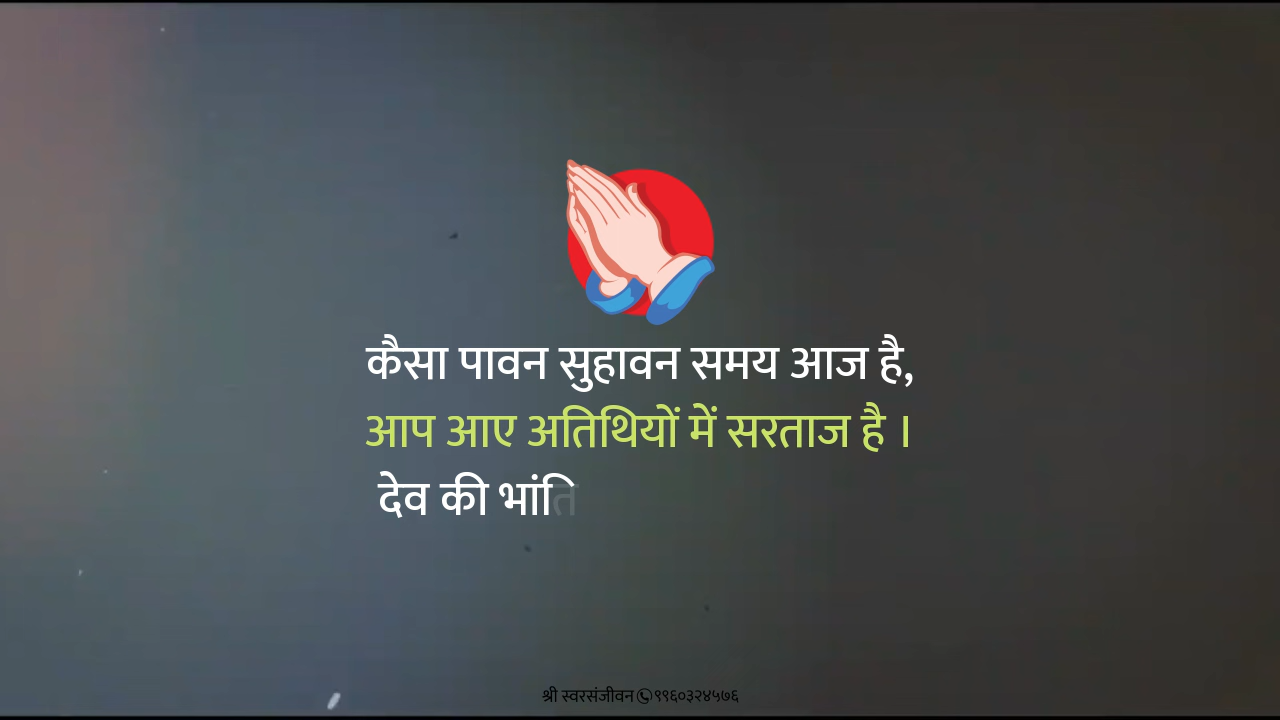 कैसा पावन सुहावन समय आज है,
आप आए अतिथियों में सरताज है ।
देव की भांति
श्री स्वरसंजीवन ९९६०३२४५७६